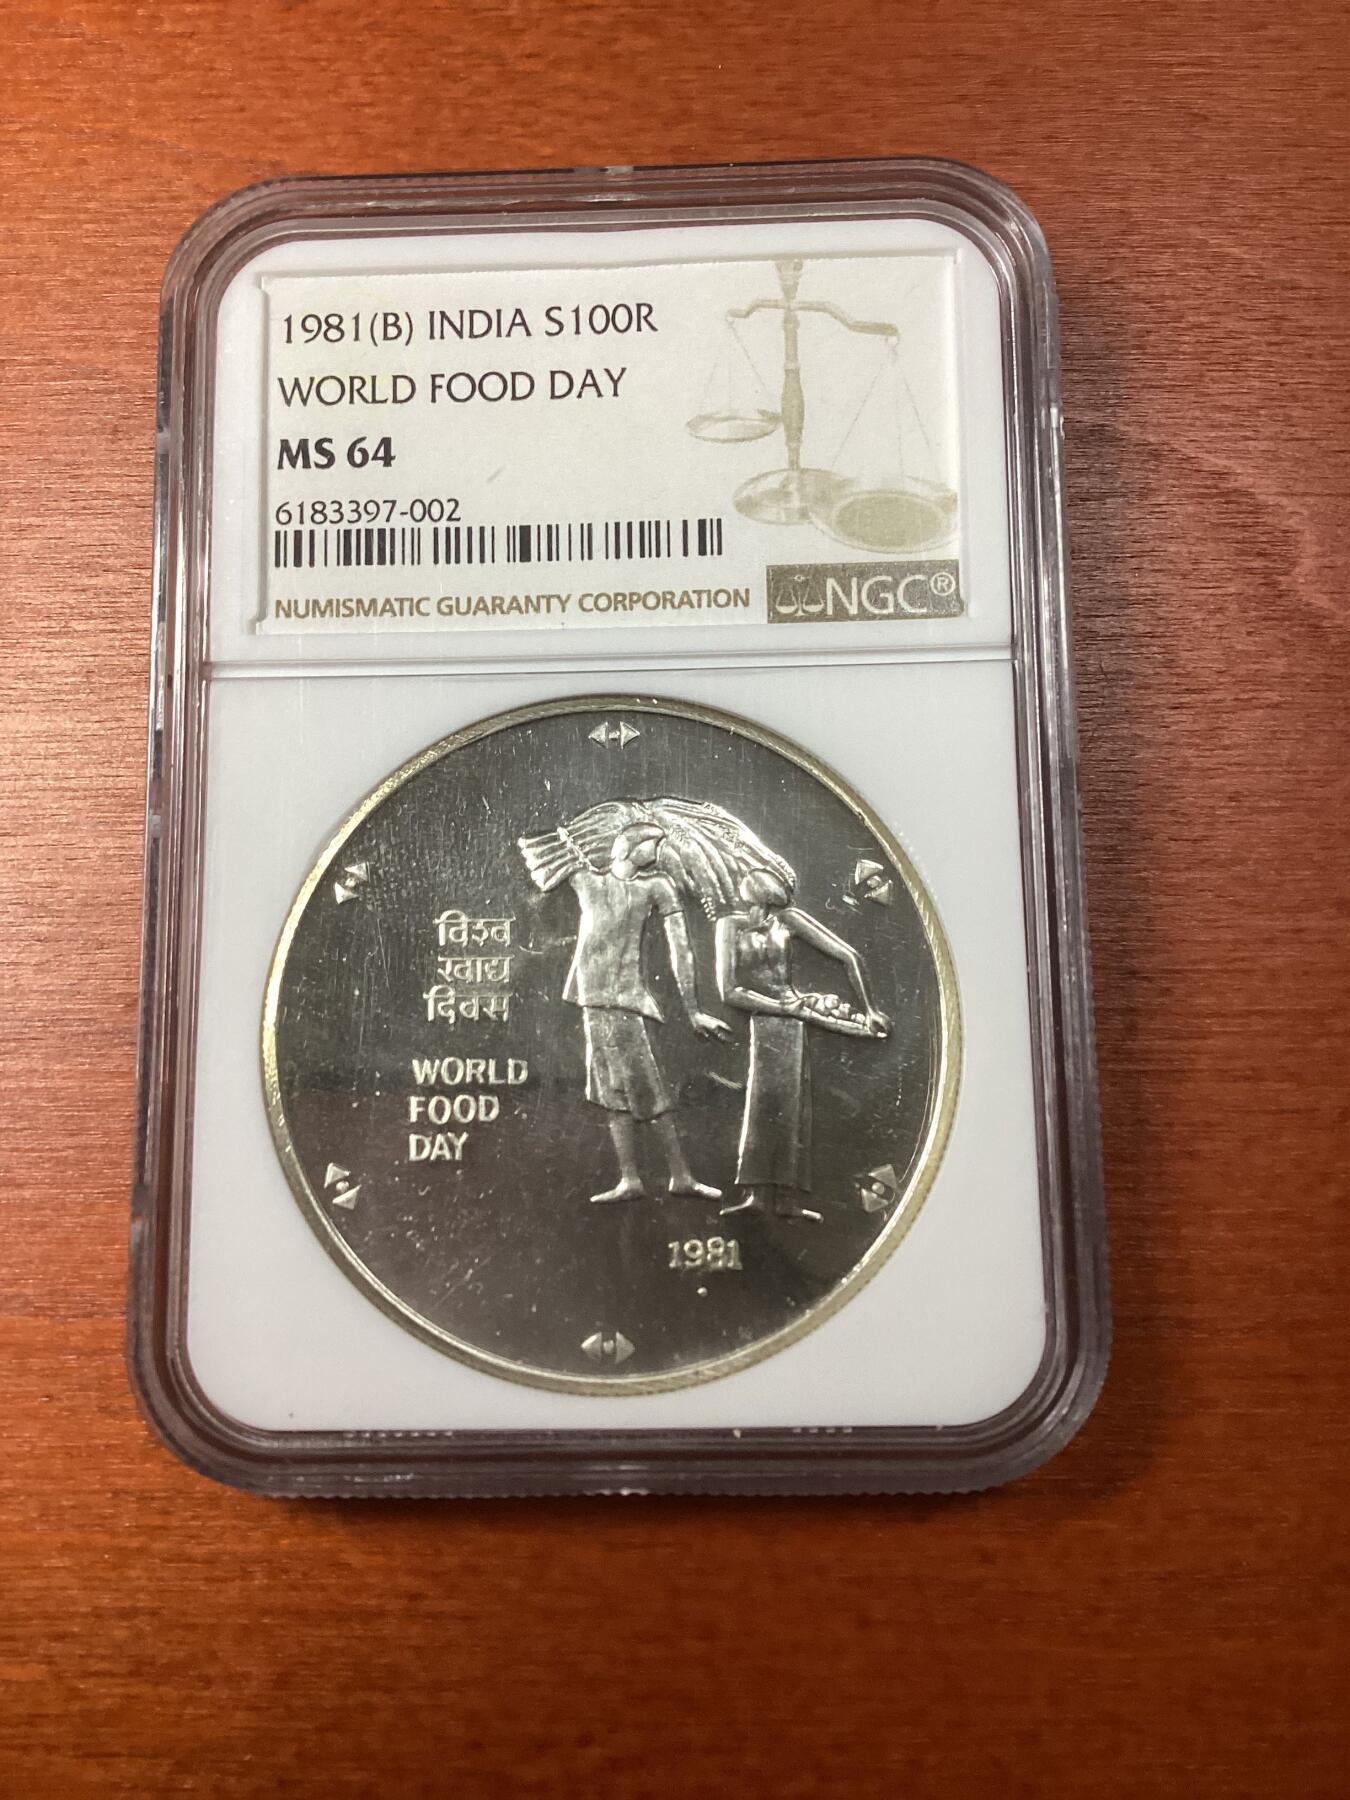 1981(B) INDIA S100R
WORLD FOOD DAY
MS 64
6183397-002
NUMISMATIC GUARANTY CORPORATION
NGC®
विश्व
खाद्य
दिवस
WORLD
FOOD
DAY
1981